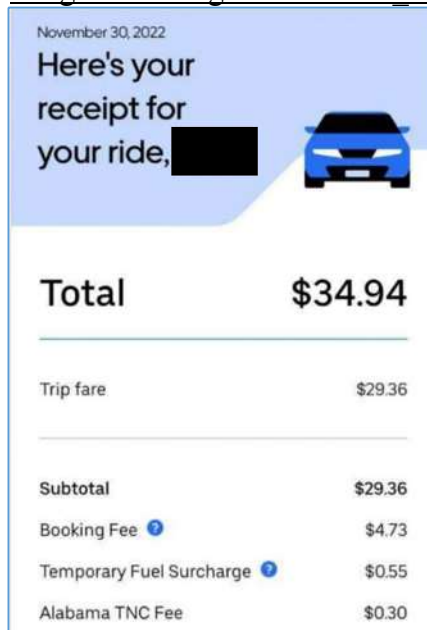 November 30, 2022
Here's your
receipt for
your ride,
Total $34.94
Trip fare $29.36
Subtotal $29.36
Booking Fee ? $4.73
Temporary Fuel Surcharge ? $0.55
Alabama TNC Fee $0.30